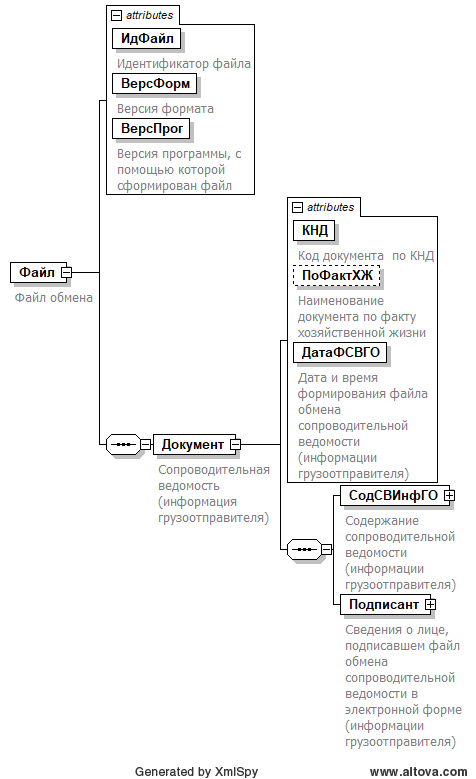 attributes
ИдФайл
Идентификатор файла
ВерсФорм
Версия формата
ВерсПрог
Версия программы, с
помощью которой
сформирован файл
Файл
Файл обмена
Документ
Сопроводительная
ведомость
(информация
грузоотправителя)
attributes
КНД
Код документа  по КНД
ПоФактХЖ
Наименование
документа по факту
хозяйственной жизни
ДатаФСВГО
Дата и время
формирования файла
обмена
сопроводительной
ведомости
(информации
грузоотправителя)
СодСВИнфГО
Содержание
сопроводительной
ведомости
(информации
грузоотправителя)
Подписант
Сведения о лице,
подписавшем файл
обмена
сопроводительной
ведомости в
электронной форме
(информации
грузоотправителя)
Generated by XmlSpy
www.altova.com